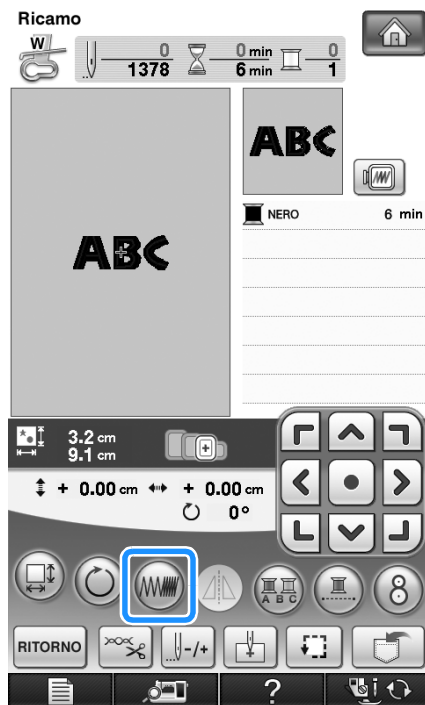 Ricamo
W
0 0 min 0
1378 6 min 1
ABC
ABC
NERO 6 min
3.2 cm
9.1 cm
+ 0.00 cm + 0.00 cm
0°
A B C
8
RITORNO -/+
?